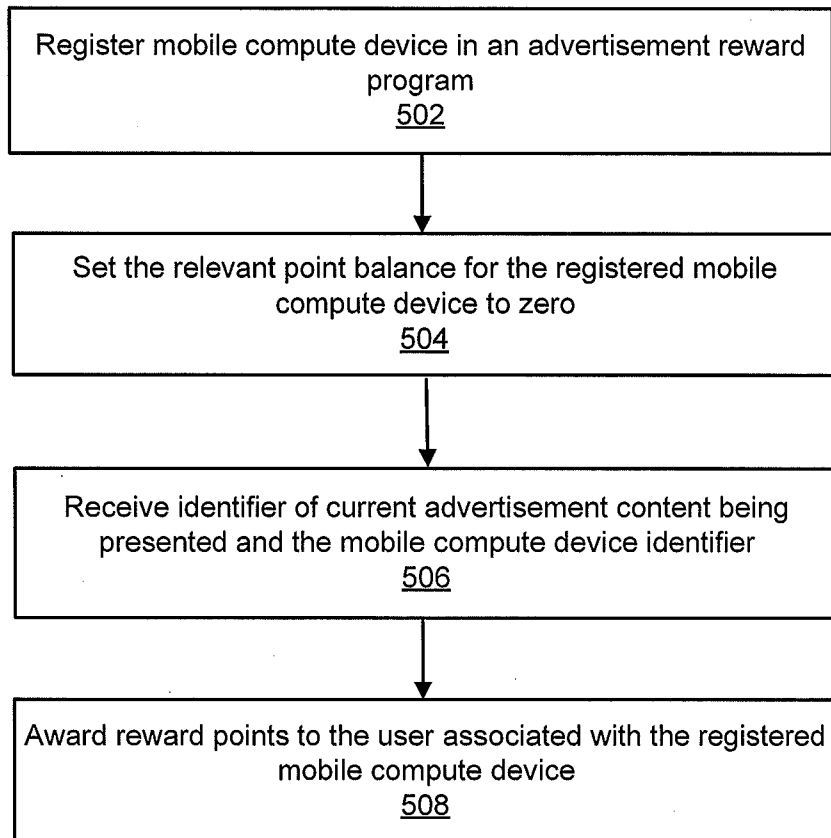 Register mobile compute device in an advertisement reward
program
502
Set the relevant point balance for the registered mobile
compute device to zero
504
Receive identifier of current advertisement content being
presented and the mobile compute device identifier
506
Award reward points to the user associated with the registered
mobile compute device
508